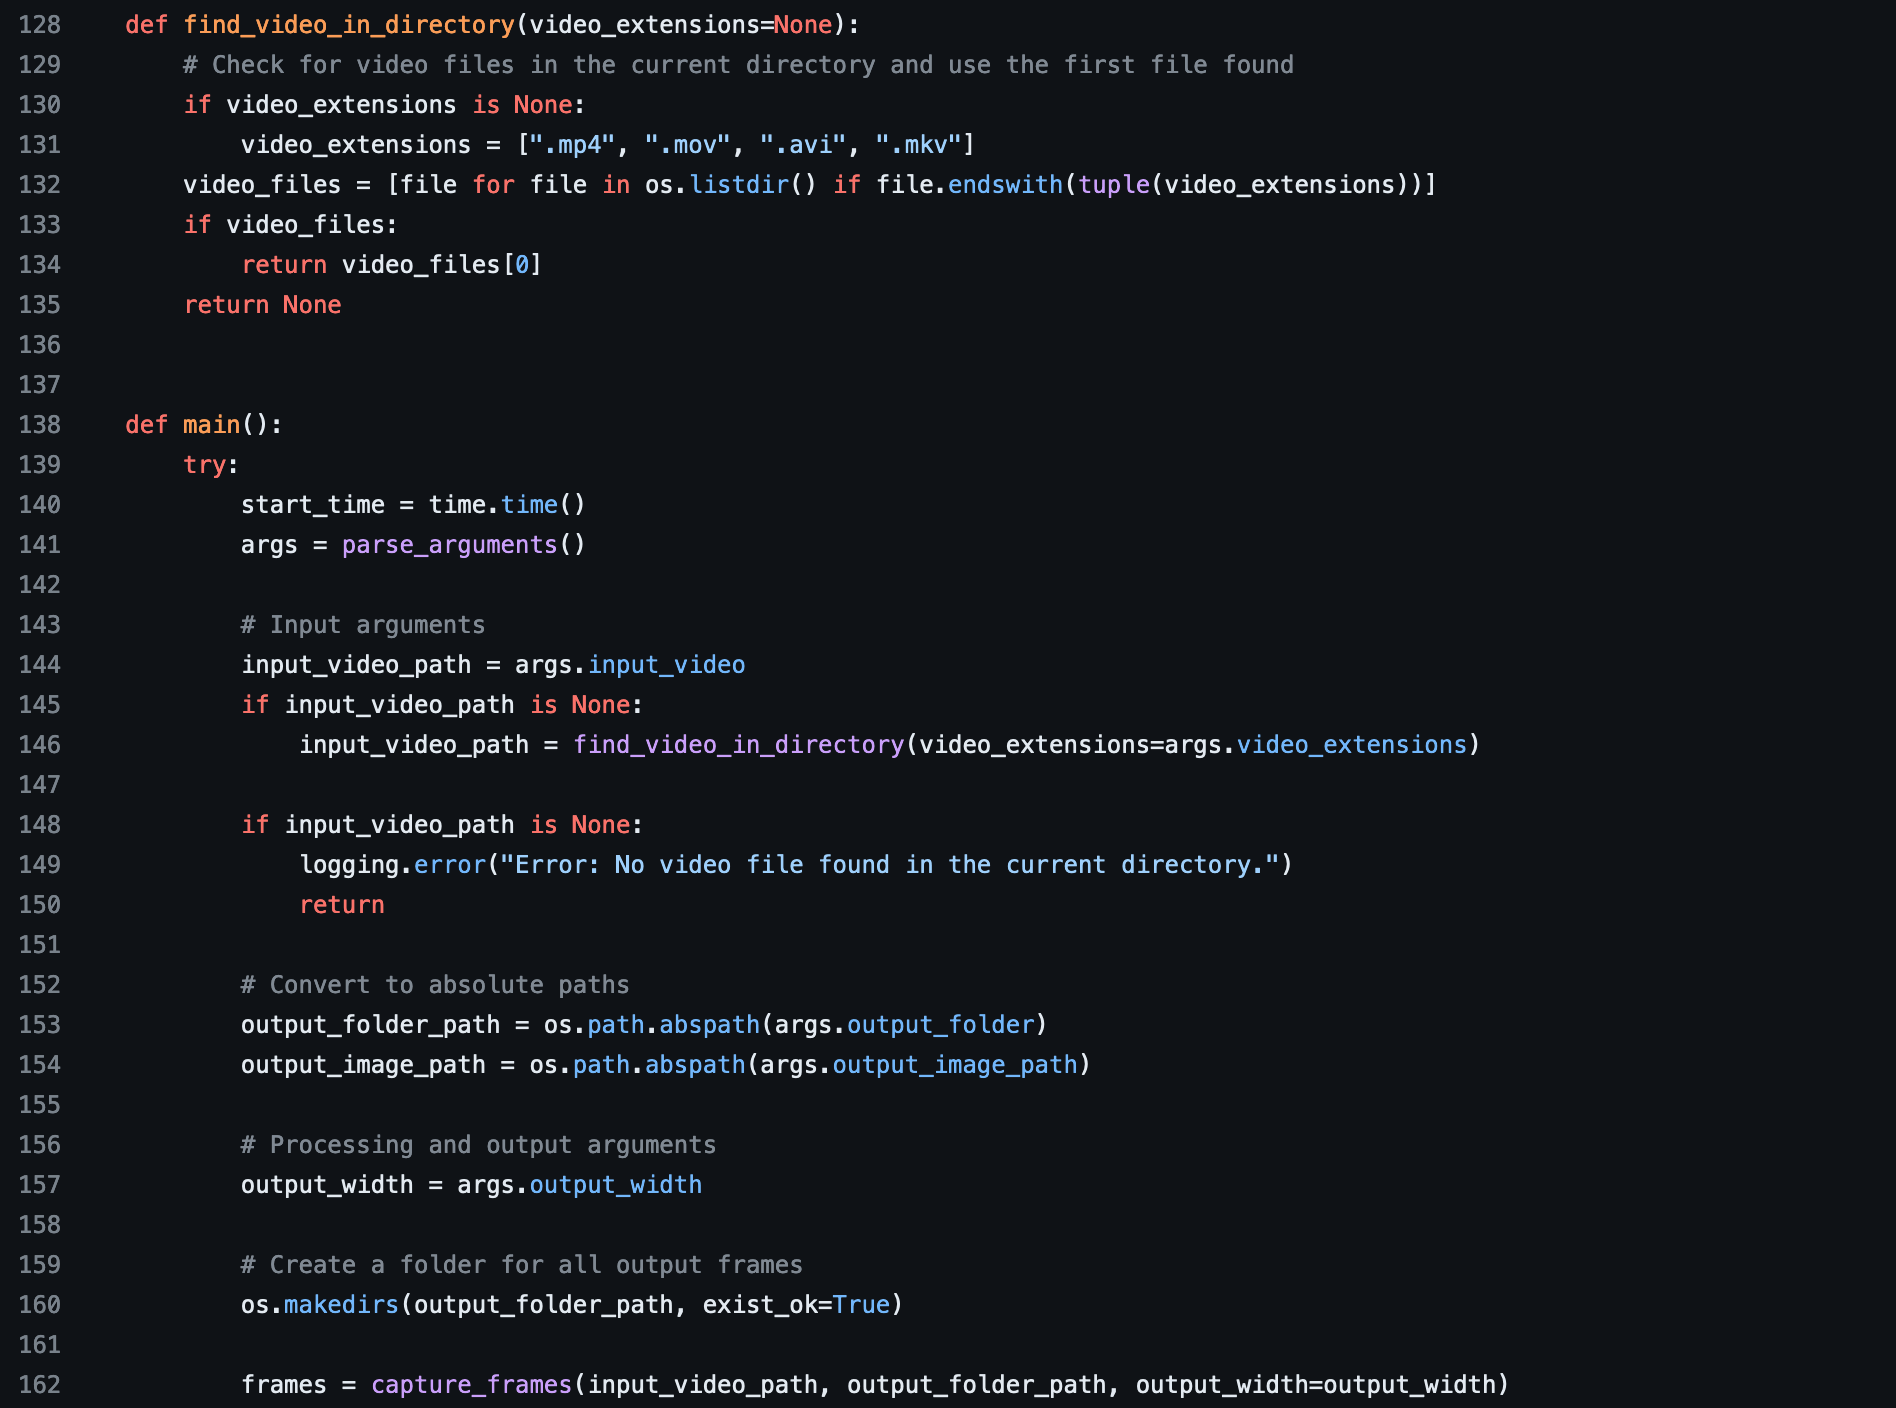 128    def find_video_in_directory(video_extensions=None):
129        # Check for video files in the current directory and use the first file found
130        if video_extensions is None:
131            video_extensions = [".mp4", ".mov", ".avi", ".mkv"]
132        video_files = [file for file in os.listdir() if file.endswith(tuple(video_extensions))]
133        if video_files:
134            return video_files[0]
135        return None
136
137
138    def main():
139        try:
140            start_time = time.time()
141            args = parse_arguments()
142
143            # Input arguments
144            input_video_path = args.input_video
145            if input_video_path is None:
146                input_video_path = find_video_in_directory(video_extensions=args.video_extensions)
147
148            if input_video_path is None:
149                logging.error("Error: No video file found in the current directory.")
150                return
151
152            # Convert to absolute paths
153            output_folder_path = os.path.abspath(args.output_folder)
154            output_image_path = os.path.abspath(args.output_image_path)
155
156            # Processing and output arguments
157            output_width = args.output_width
158
159            # Create a folder for all output frames
160            os.makedirs(output_folder_path, exist_ok=True)
161
162            frames = capture_frames(input_video_path, output_folder_path, output_width=output_width)